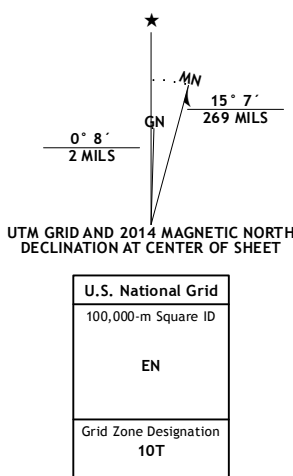 ★
MN
GN
15° 7´
269 MILS
0° 8´
2 MILS
UTM GRID AND 2014 MAGNETIC NORTH
DECLINATION AT CENTER OF SHEET
U.S. National Grid
100,000-m Square ID
EN
Grid Zone Designation
10T